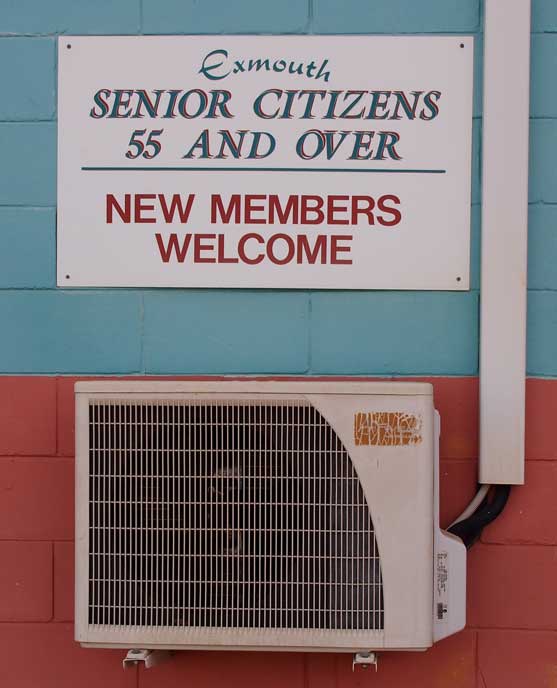 Exmouth
SENIOR CITIZENS
55 AND OVER
NEW MEMBERS
WELCOME